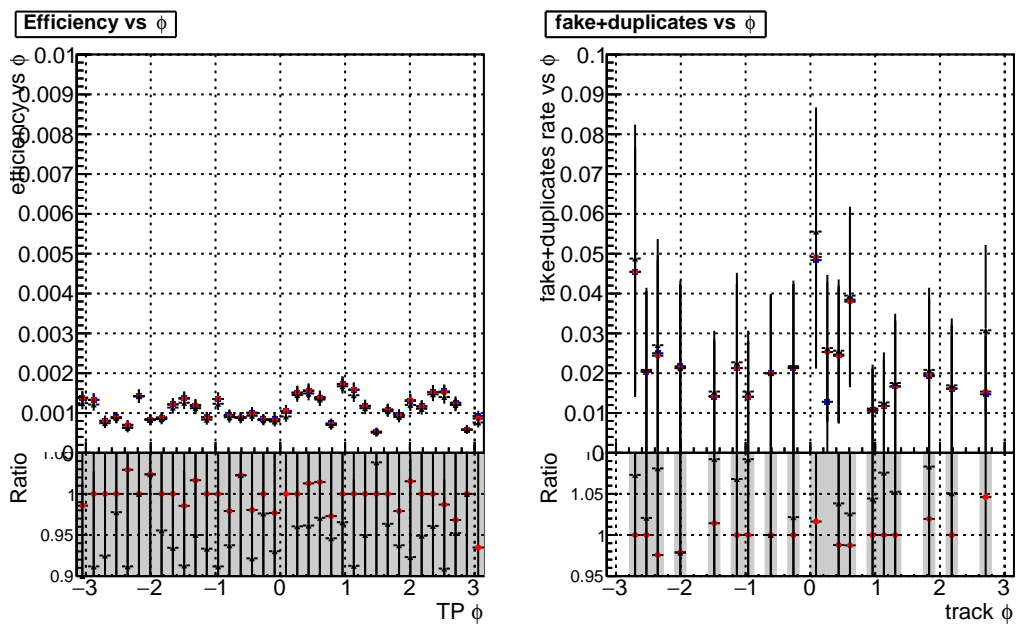 Efficiency vs ϕ
efficiency vs ϕ
0.01
0.009
0.008
0.007
0.006
0.005
0.004
0.003
0.002
0.001
0
Ratio
1
0.95
0.9
−3 −2 −1 0 1 2 3
TP ϕ
fake+duplicates vs ϕ
fake+duplicates rate vs ϕ
0.1
0.09
0.08
0.07
0.06
0.05
0.04
0.03
0.02
0.01
0
Ratio
1.05
1
0.95
−3 −2 −1 0 1 2 3
track ϕ